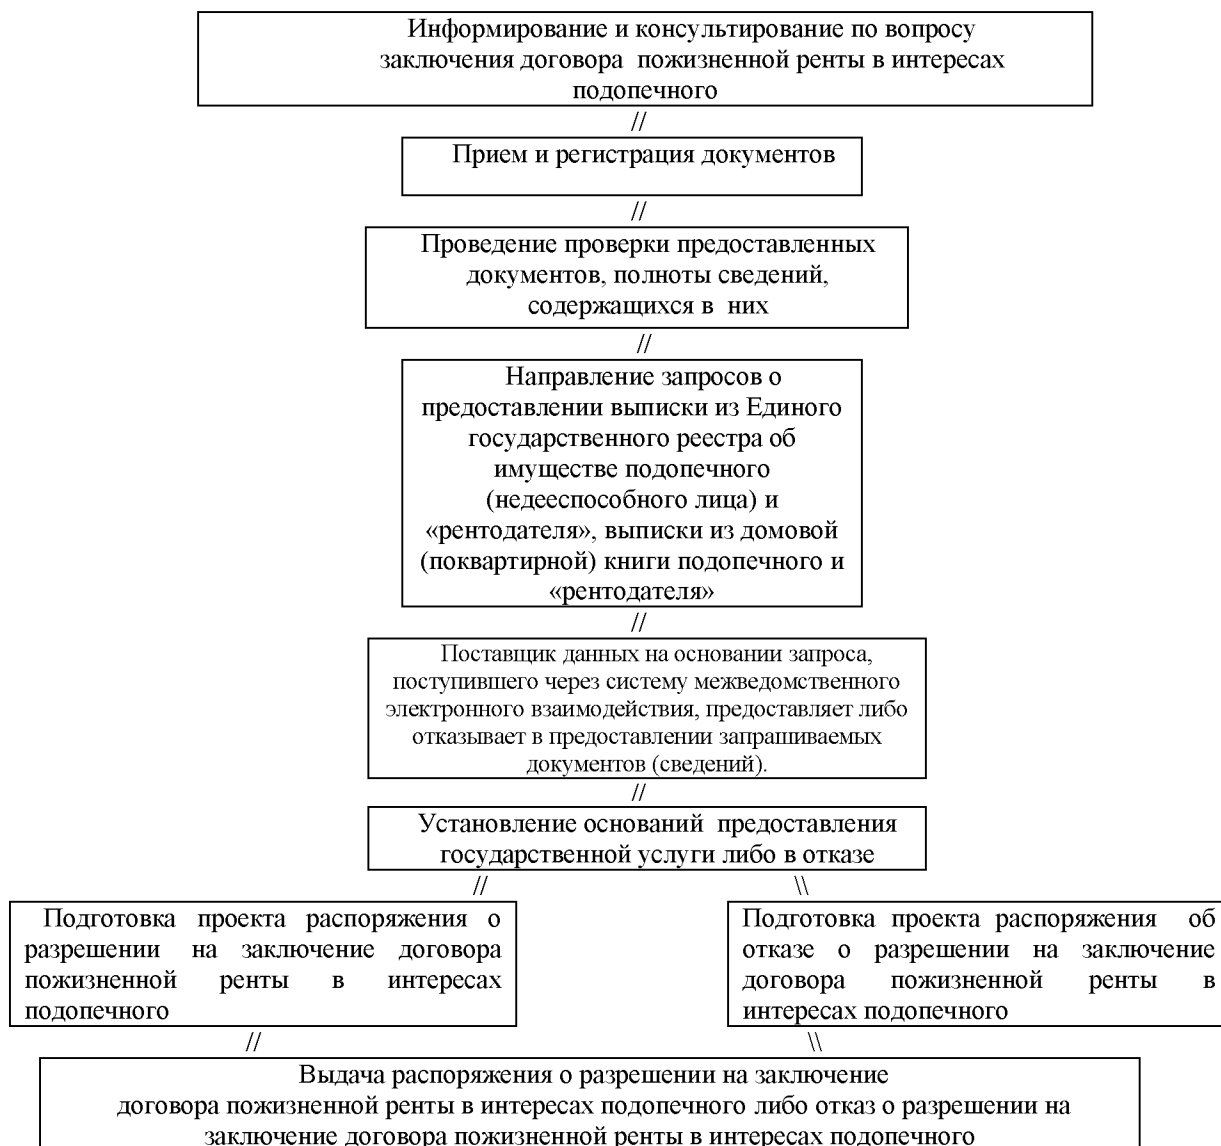 Информирование и консультирование по вопросу
заключения договора пожизненной ренты в интересах
подопечного
//
Прием и регистрация документов
//
Проведение проверки предоставленных
документов, полноты сведений,
содержащихся в них
//
Направление запросов о
предоставлении выписки из Единого
государственного реестра об
имуществе подопечного
(недееспособного лица) и
«рентодателя», выписки из домовой
(поквартирной) книги подопечного и
«рентодателя»
//
Поставщик данных на основании запроса,
поступившего через систему межведомственного
электронного взаимодействия, предоставляет либо
отказывает в предоставлении запрашиваемых
документов (сведений).
//
Установление оснований предоставления
государственной услуги либо в отказе
// \\
Подготовка проекта распоряжения о
разрешении на заключение договора
пожизненной ренты в интересах
подопечного
Подготовка проекта распоряжения об
отказе о разрешении на заключение
договора пожизненной ренты в
интересах подопечного
// \\
Выдача распоряжения о разрешении на заключение
договора пожизненной ренты в интересах подопечного либо отказ о разрешении на
заключение договора пожизненной ренты в интересах подопечного